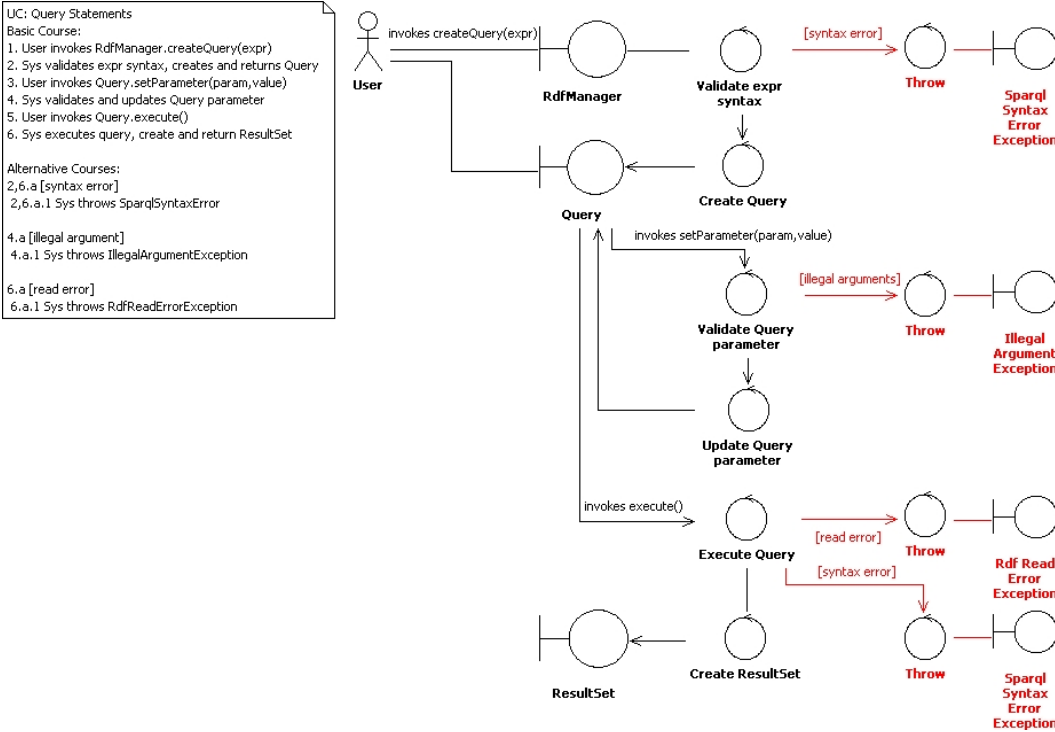 UC: Query Statements
Basic Course:
1. User invokes RdfManager.createQuery(expr)
2. Sys validates expr syntax, creates and returns Query
3. User invokes Query.setParameter(param,value)
4. Sys validates and updates Query parameter
5. User invokes Query.execute()
6. Sys executes query, create and return ResultSet
Alternative Courses:
2,6.a [syntax error]
2,6.a.1 Sys throws SparqlSyntaxError
4.a [illegal argument]
4.a.1 Sys throws IllegalArgumentException
6.a [read error]
6.a.1 Sys throws RdfReadErrorException
User
invokes createQuery(expr)
RdfManager
Validate expr
syntax
[syntax error]
Throw
Sparql
Syntax
Error
Exception
Query
Create Query
invokes setParameter(param,value)
Validate Query
parameter
[illegal arguments]
Throw
Illegal
Argument
Exception
Update Query
parameter
invokes execute()
Execute Query
[read error]
Throw
Rdf Read
Error
Exception
[syntax error]
ResultSet
Create ResultSet
Throw
Sparql
Syntax
Error
Exception